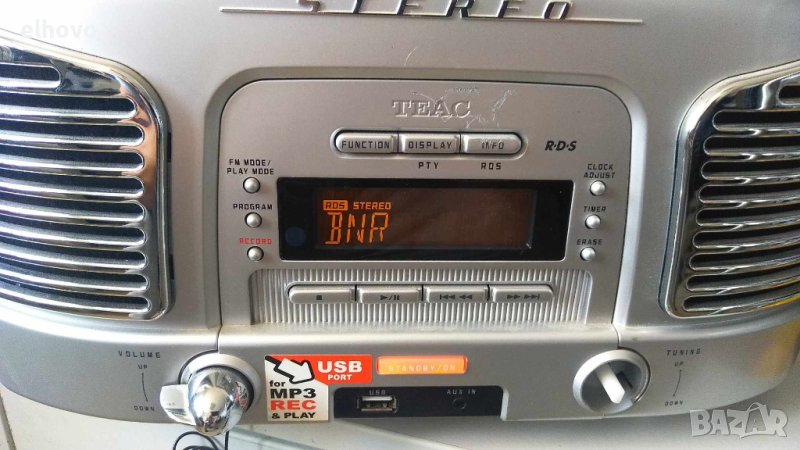 elhovo
STEREO
TEAC
FUNCTION DISPLAY INFO
R·D·S
PTY RDS
FM MODE/
PLAY MODE
CLOCK
ADJUST
PROGRAM
TIMER
RECORD
ERASE
RDS STEREO
BNR
VOLUME
UP
DOWN
USB
PORT
for
MP3
REC
& PLAY
STANDBY/ON
USB AUX IN
TUNING
UP
DOWN
BAZAR